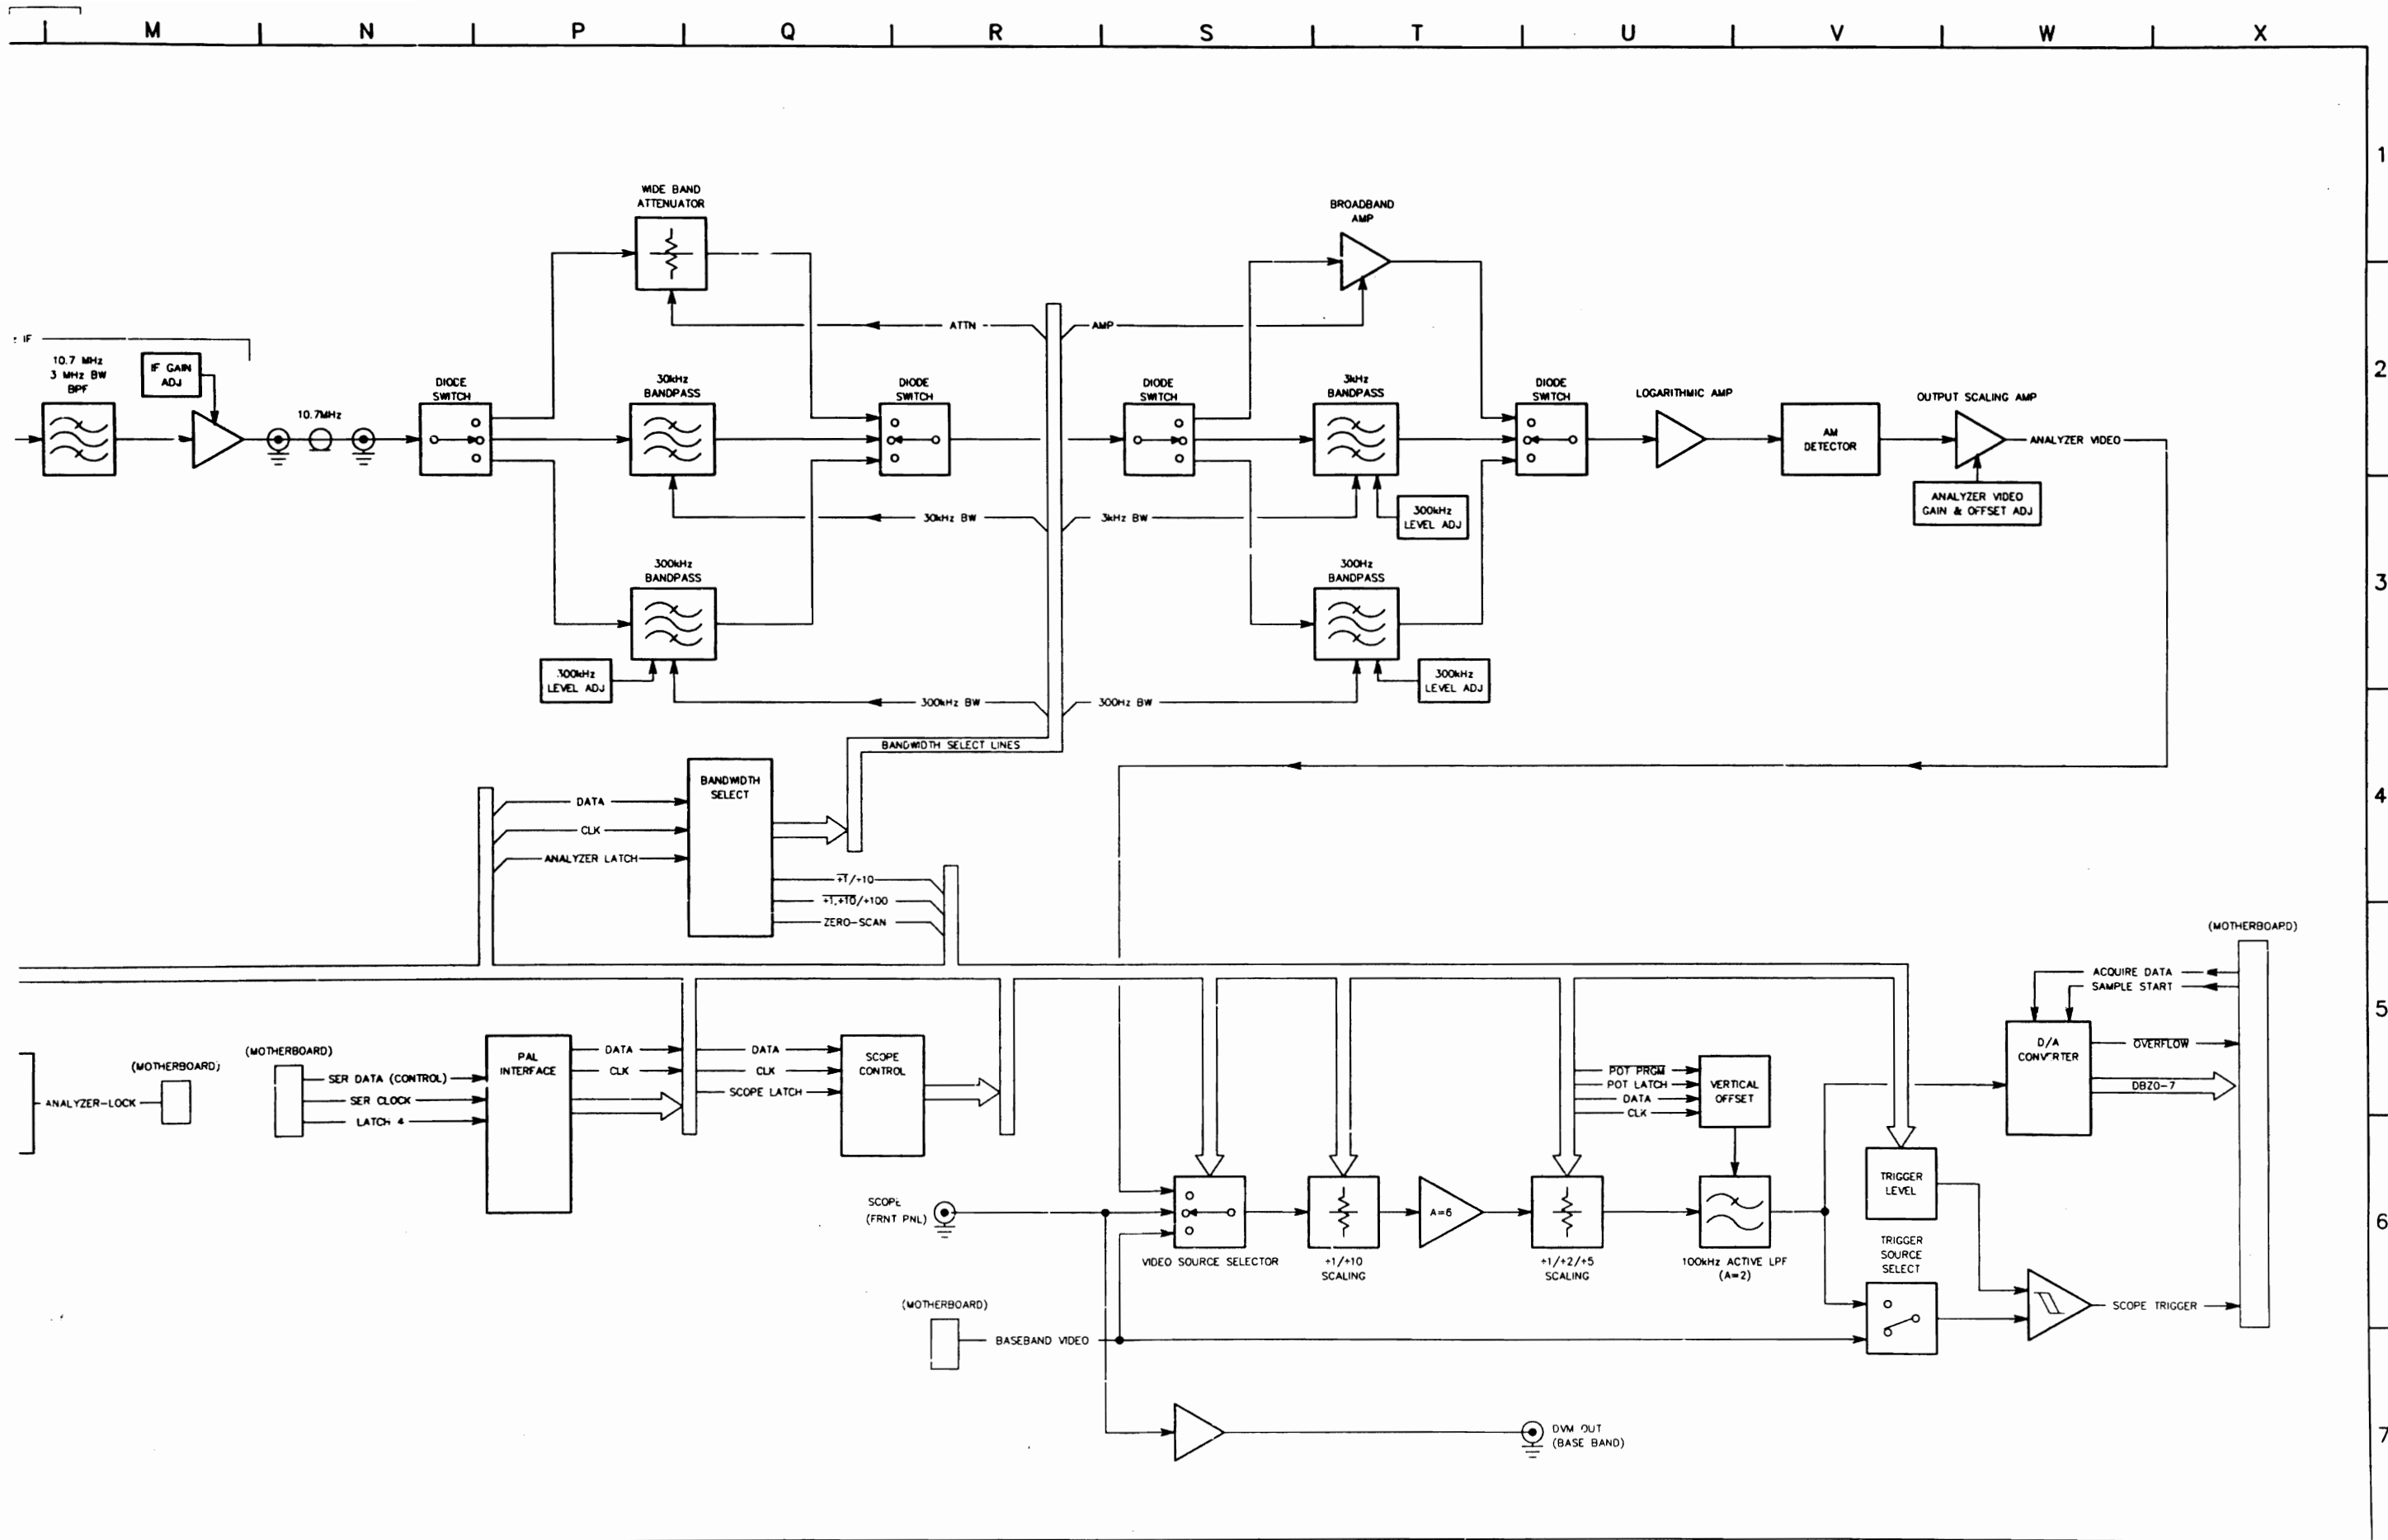 M N P Q R S T U V W X
1
WIDE BAND
ATTENUATOR
BROADBAND
AMP
ATTN
AMP
IF
10.7 MHz
3 MHz BW
BPF
IF GAIN
ADJ
10.7MHz
DIODE
SWITCH
30kHz
BANDPASS
DIODE
SWITCH
DIODE
SWITCH
3kHz
BANDPASS
DIODE
SWITCH
LOGARITHMIC AMP
AM
DETECTOR
OUTPUT SCALING AMP
ANALYZER VIDEO
2
ANALYZER VIDEO
GAIN & OFFSET ADJ
30kHz BW
3kHz BW
300kHz
LEVEL ADJ
300kHz
BANDPASS
300Hz
BANDPASS
3
300kHz
LEVEL ADJ
300kHz
LEVEL ADJ
300kHz BW
300Hz BW
BANDWIDTH SELECT LINES
BANDWIDTH
SELECT
DATA
CLK
ANALYZER LATCH
4
+1/+10
+1,+10/+100
ZERO-SCAN
(MOTHERBOARD)
ACQUIRE DATA
SAMPLE START
5
(MOTHERBOARD)
ANALYZER-LOCK
(MOTHERBOARD)
SER DATA (CONTROL)
SER CLOCK
LATCH 4
PAL
INTERFACE
DATA
CLK
DATA
CLK
SCOPE LATCH
SCOPE
CONTROL
POT PRGM
POT LATCH
DATA
CLK
VERTICAL
OFFSET
D/A
CONVERTER
OVERFLOW
DBZ0-7
SCOPE
(FRNT PNL)
VIDEO SOURCE SELECTOR
+1/+10
SCALING
A=6
+1/+2/+5
SCALING
100kHz ACTIVE LPF
(A=2)
TRIGGER
LEVEL
6
TRIGGER
SOURCE
SELECT
SCOPE TRIGGER
(MOTHERBOARD)
BASEBAND VIDEO
DVM OUT
(BASE BAND)
7